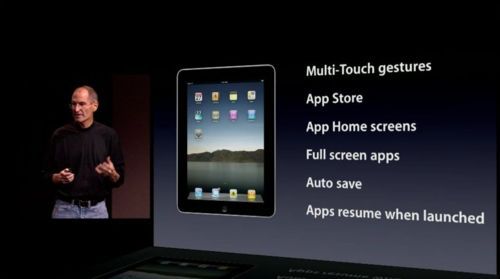 Multi-Touch gestures
App Store
App Home screens
Full screen apps
Auto save
Apps resume when launched